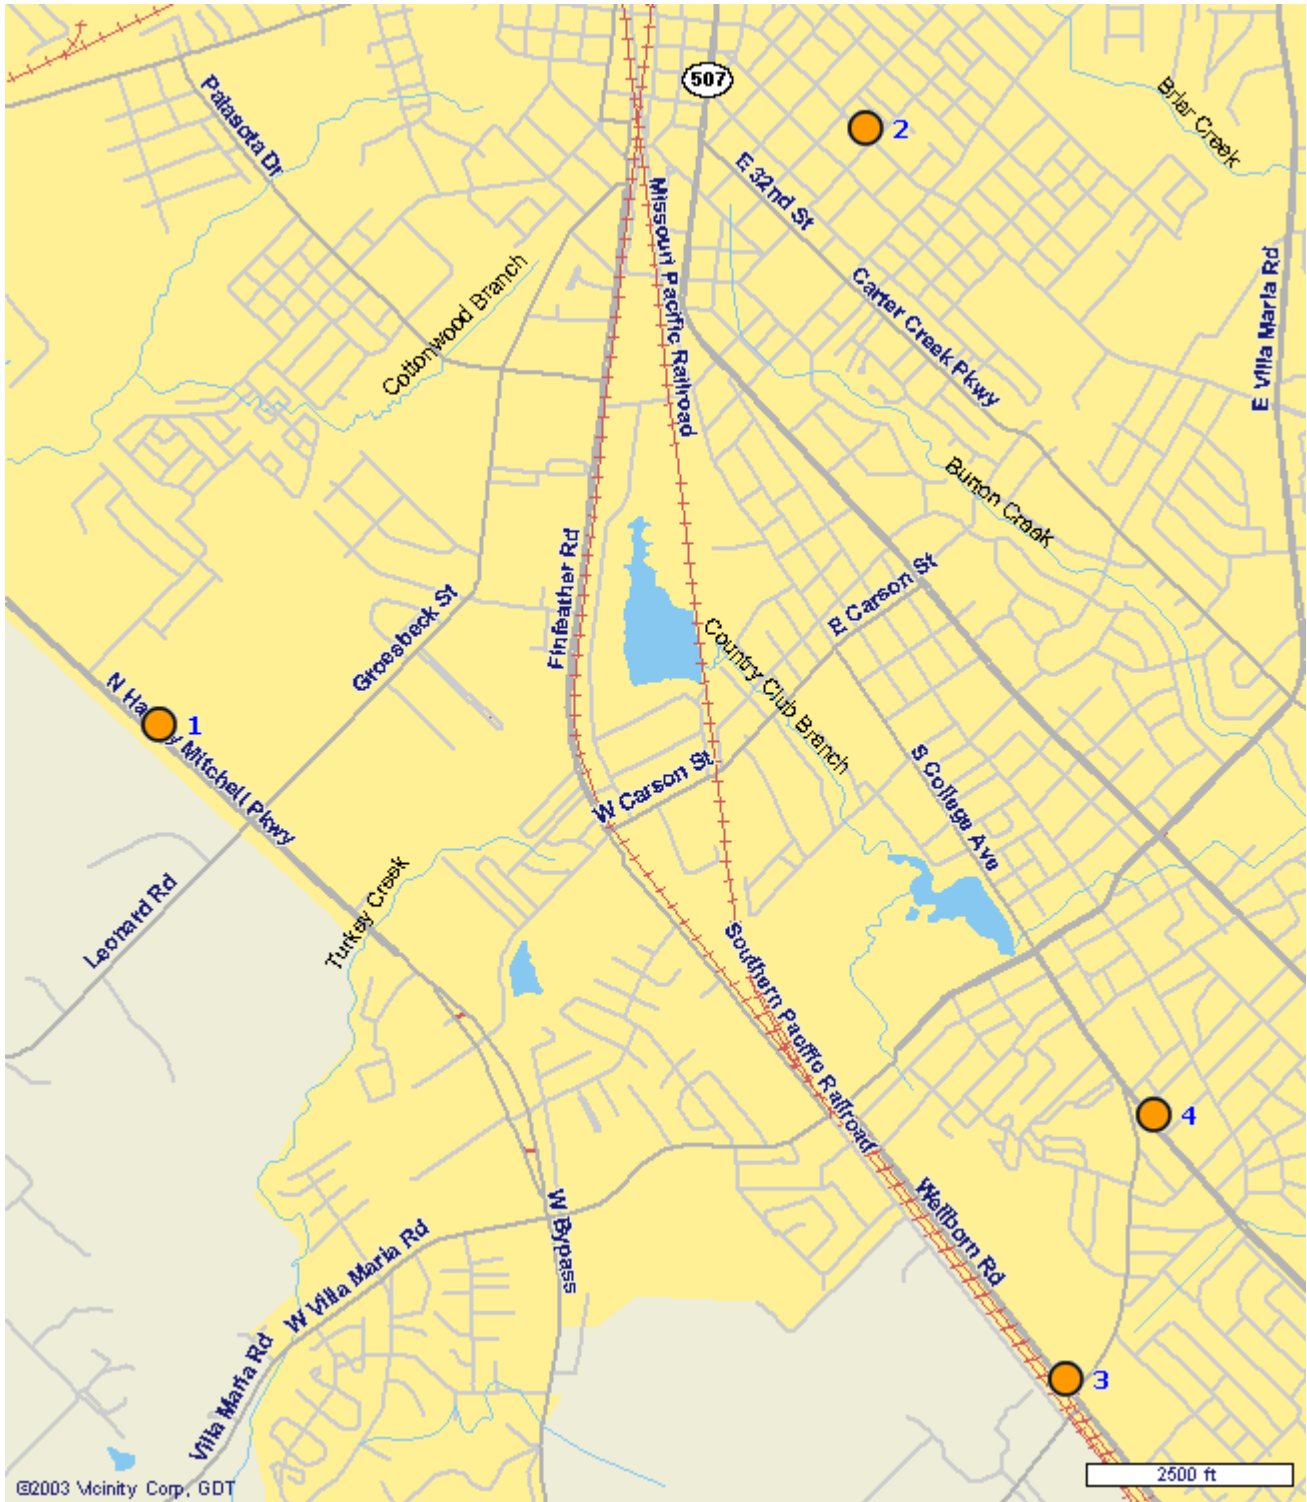 507
2
Briar Creek
Palasota Dr
E 32nd St
Missouri Pacific Railroad
Carter Creek Pkwy
E Villa Maria Rd
Cottonwood Branch
Burton Creek
Finfeather Rd
R Carson St
Groesbeck St
Country Club Branch
N Harvey Mitchell Pkwy
1
W Carson St
S College Ave
Leonard Rd
Turkey Creek
Southern Pacific Railroad
4
W Bypass
Wellborn Rd
W Villa Maria Rd
Villa Maria Rd
3
2500 ft
©2003 Vicinity Corp, GDT